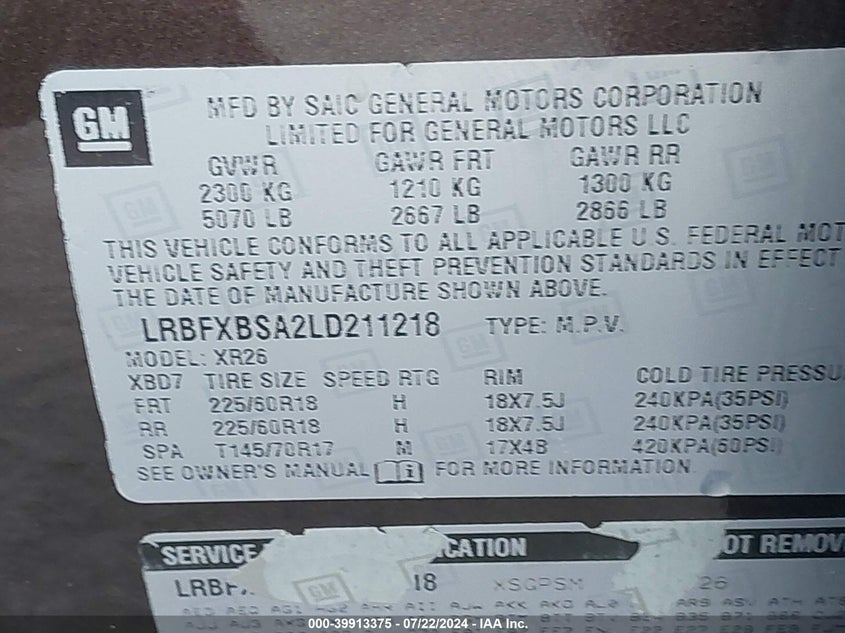 GM
MFD BY SAIC GENERAL MOTORS CORPORATION
LIMITED FOR GENERAL MOTORS LLC
GVWR GAWR FRT GAWR RR
2300 KG 1210 KG 1300 KG
5070 LB 2667 LB 2866 LB
THIS VEHICLE CONFORMS TO ALL APPLICABLE U.S. FEDERAL MOT
VEHICLE SAFETY AND THEFT PREVENTION STANDARDS IN EFFECT
THE DATE OF MANUFACTURE SHOWN ABOVE.
LRBFXBSA2LD211218 TYPE: M.P.V.
MODEL: XR26
XBD7 TIRE SIZE SPEED RTG RIM COLD TIRE PRESSU
FRT 225/60R18 H 18X7.5J 240KPA(35PSI)
RR 225/60R18 H 18X7.5J 240KPA(35PSI)
SPA T145/70R17 M 17X4B 420KPA(60PSI)
SEE OWNER'S MANUAL FOR MORE INFORMATION
SERVICE ICATION OT REMOV
LRBF 18 XSGPSM 26
000-39913375 - 07/22/2024 - IAA Inc.